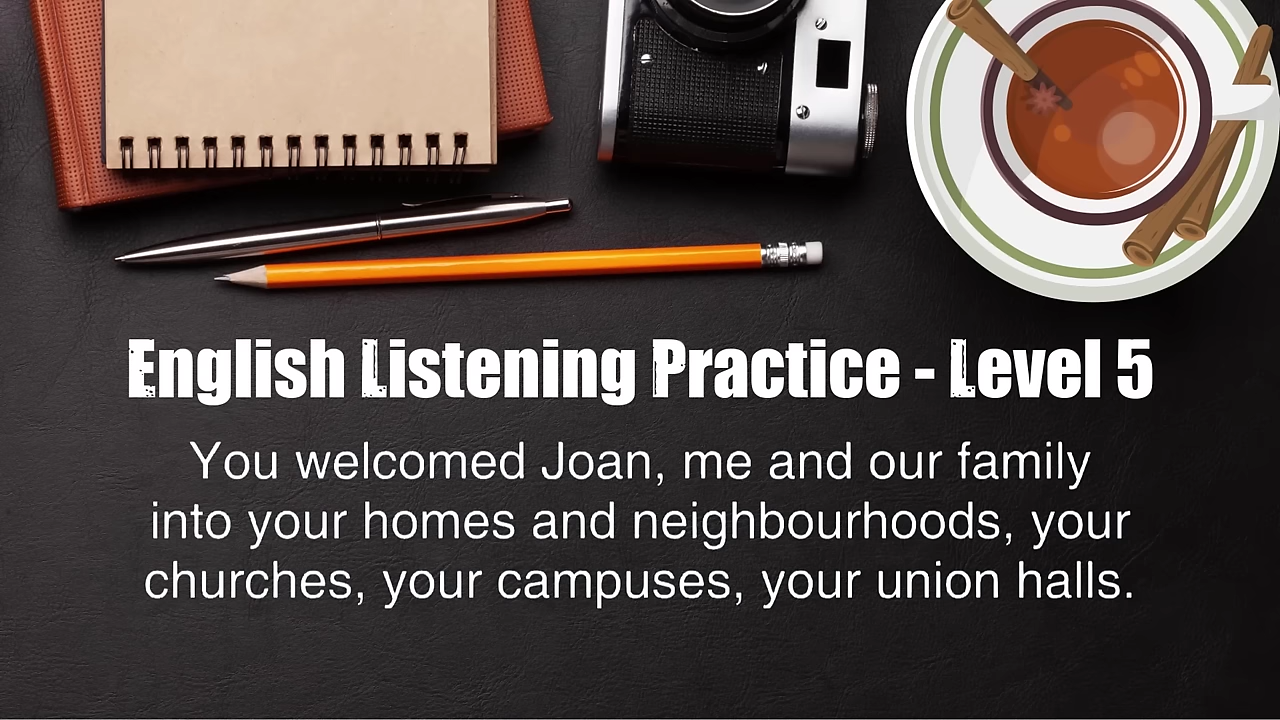 English Listening Practice - Level 5
You welcomed Joan, me and our family
into your homes and neighbourhoods, your
churches, your campuses, your union halls.